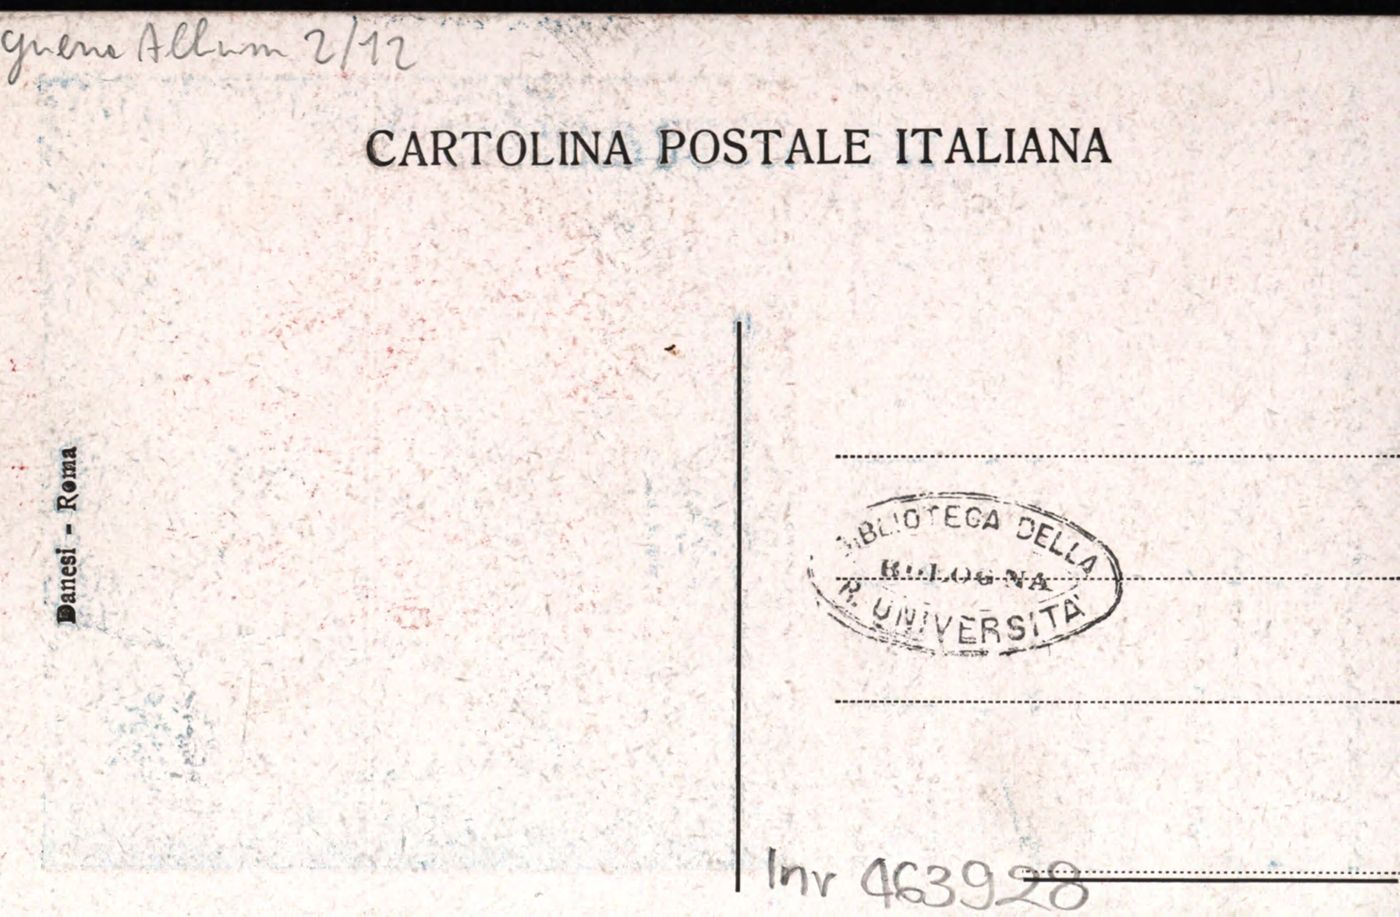 guerra Album 2/12
CARTOLINA POSTALE ITALIANA
Danesi - Roma
BIBLIOTECA DELLA
BOLOGNA
R. UNIVERSITÀ
Inv 463928